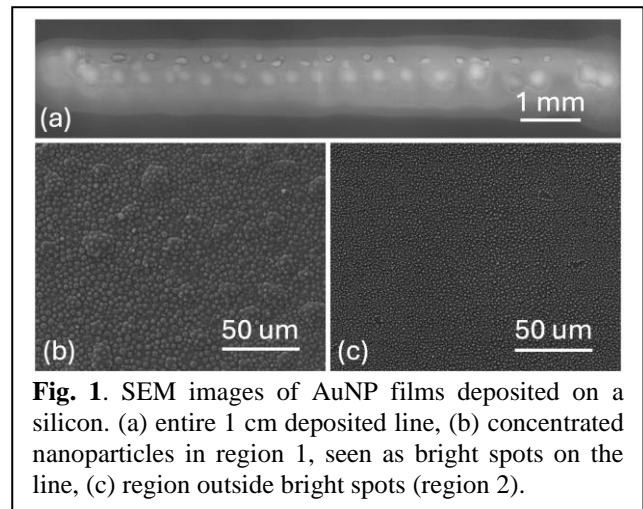 (a)
1 mm
(b)
50 um
(c)
50 um
Fig. 1. SEM images of AuNP films deposited on a
silicon. (a) entire 1 cm deposited line, (b) concentrated
nanoparticles in region 1, seen as bright spots on the
line, (c) region outside bright spots (region 2).